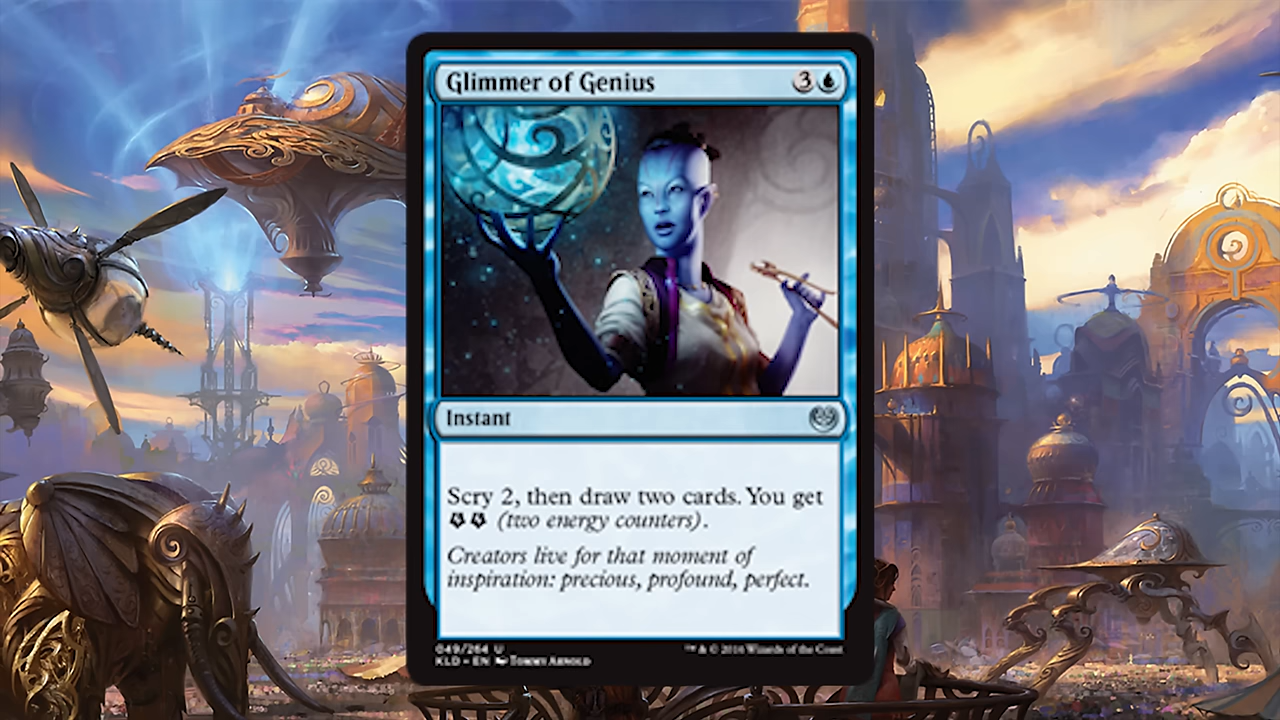 Glimmer of Genius 3
Instant
Scry 2, then draw two cards. You get
(two energy counters).
Creators live for that moment of
inspiration: precious, profound, perfect.
049/264 U
KLD • EN Tommy Arnold
™ & © 2016 Wizards of the Coast